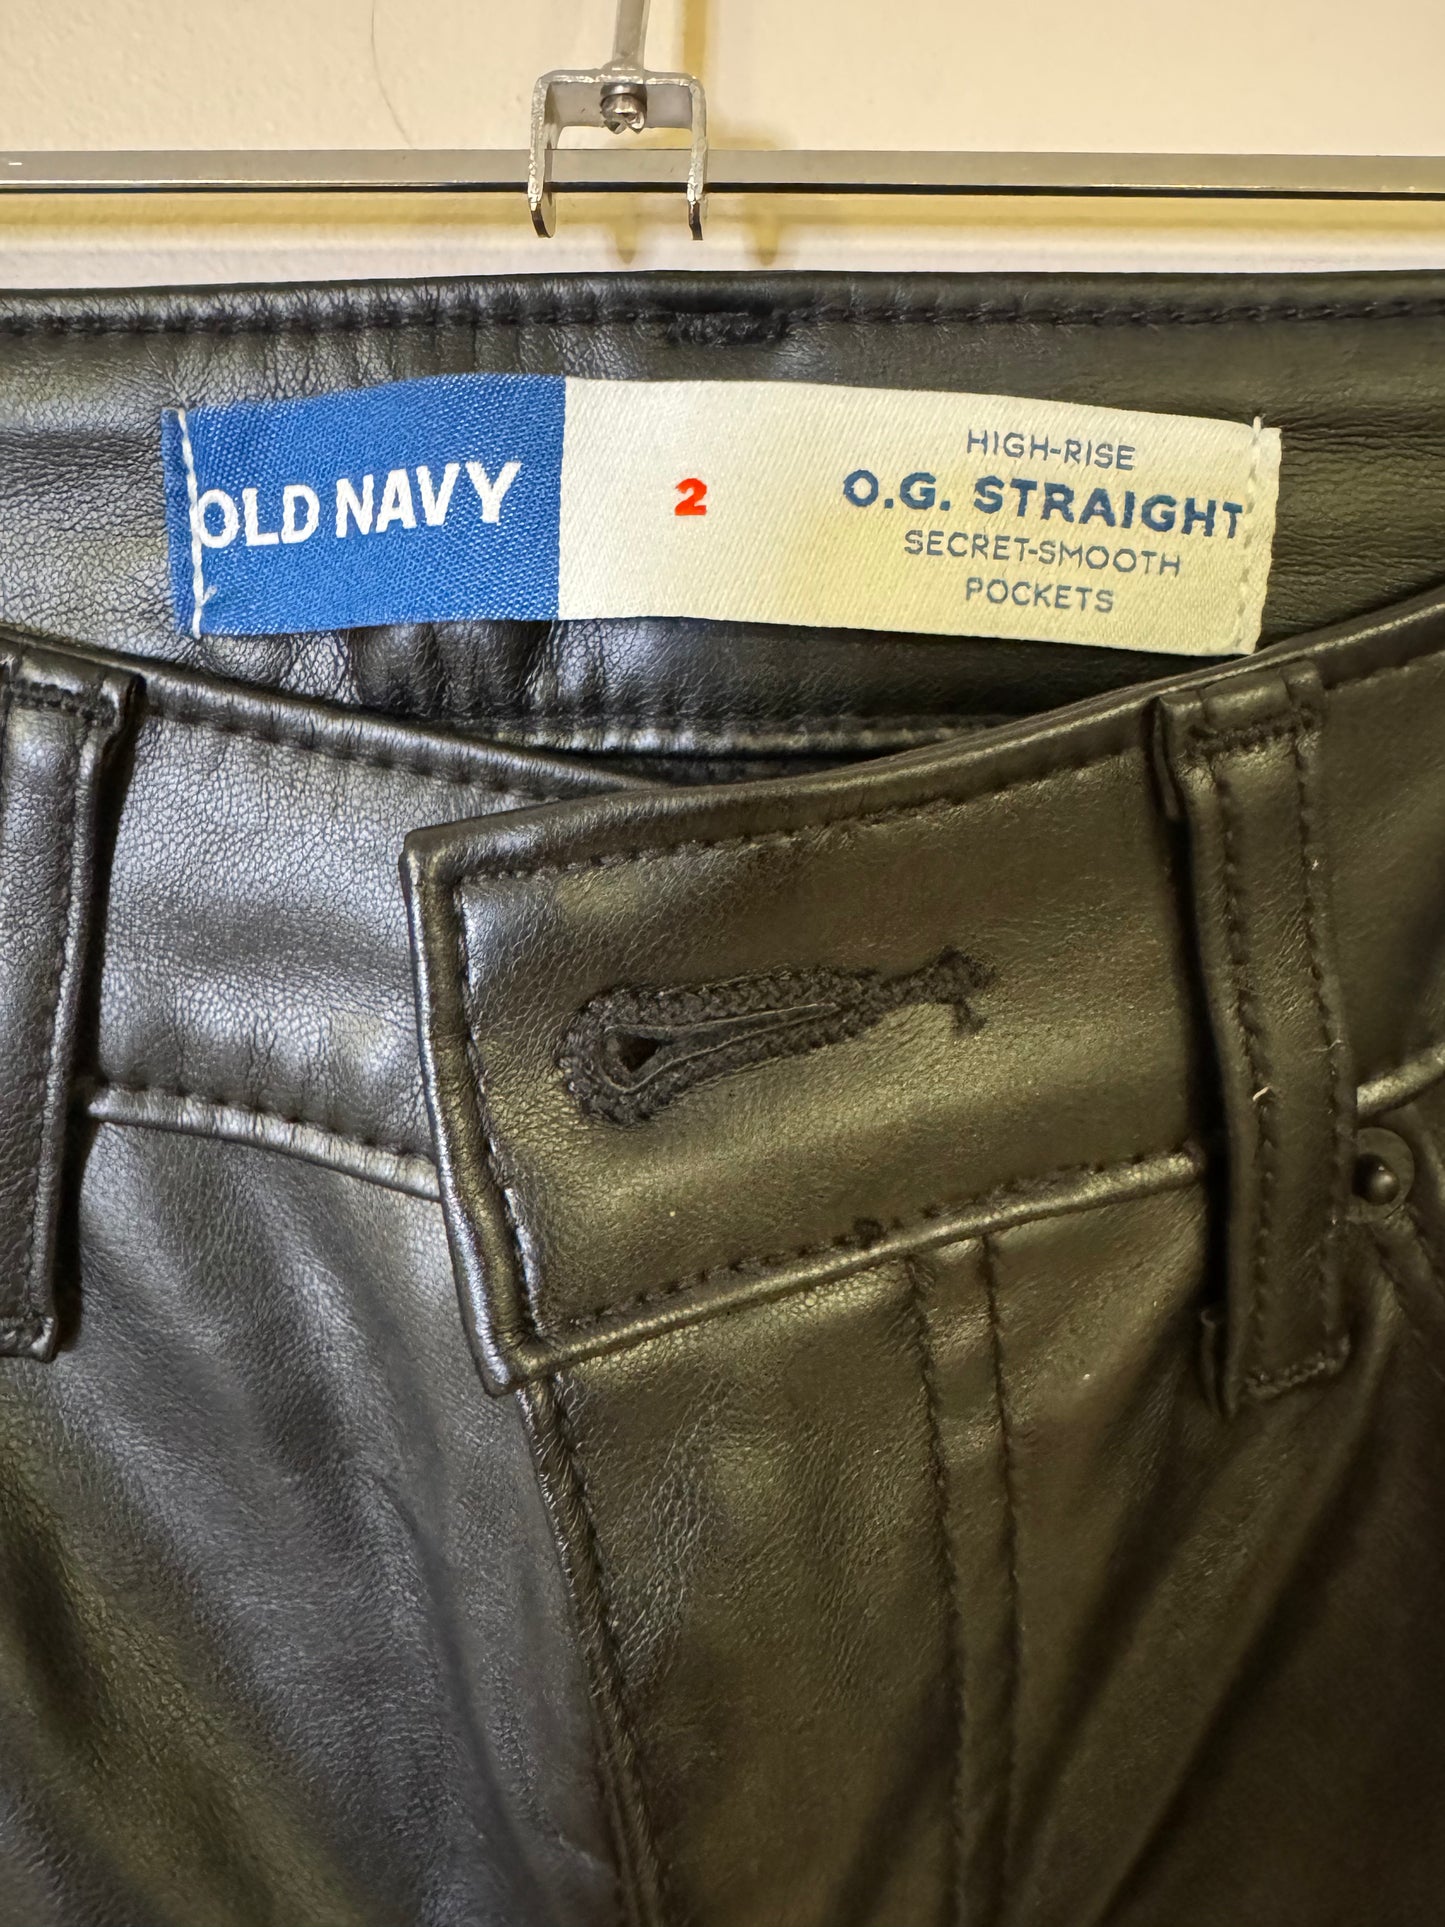 OLD NAVY
2
HIGH-RISE
O.G. STRAIGHT
SECRET-SMOOTH
POCKETS